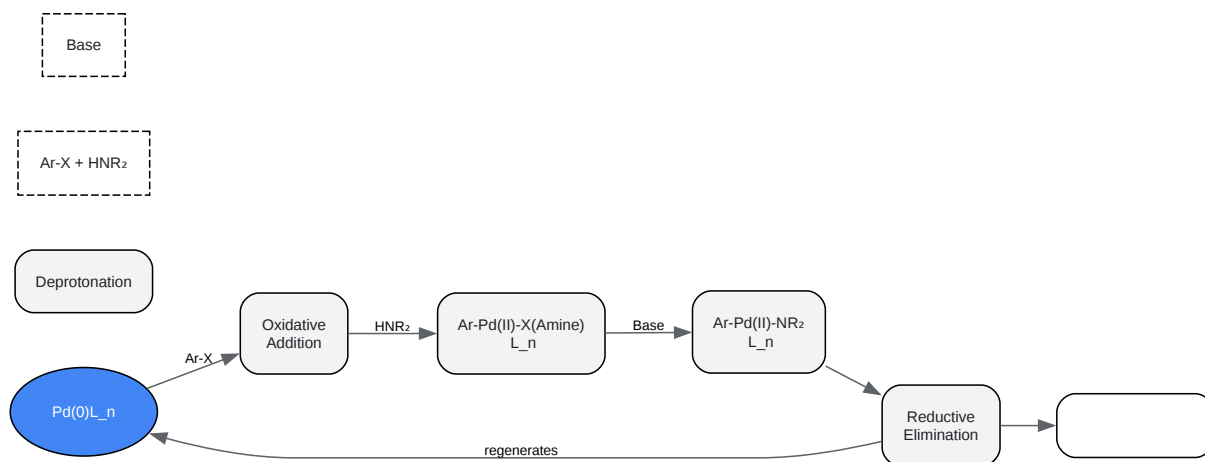 Base
Ar-X + HNR₂
Deprotonation
Pd(0)L_n
Ar-X
Oxidative
Addition
HNR₂
Ar-Pd(II)-X(Amine)
L_n
Base
Ar-Pd(II)-NR₂
L_n
Reductive
Elimination
regenerates